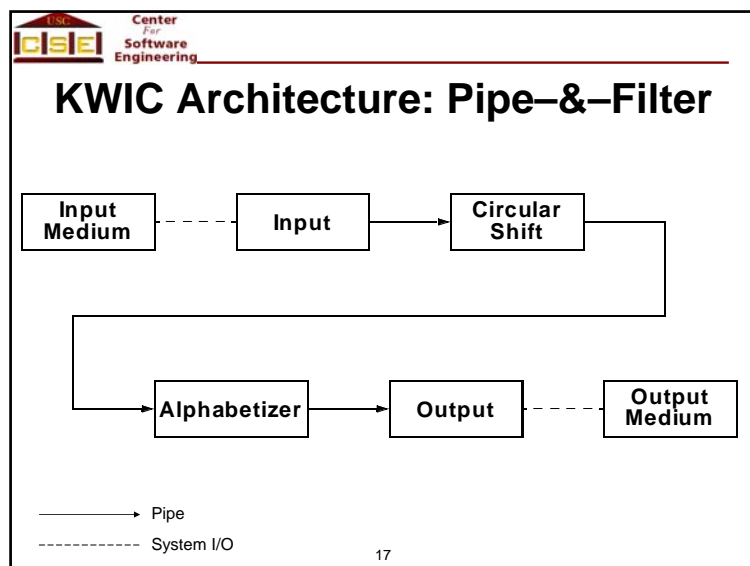 USC
C S E
Center
For
Software
Engineering
KWIC Architecture: Pipe–&–Filter
Input
Medium
Input
Circular
Shift
Alphabetizer
Output
Output
Medium
Pipe
System I/O
17